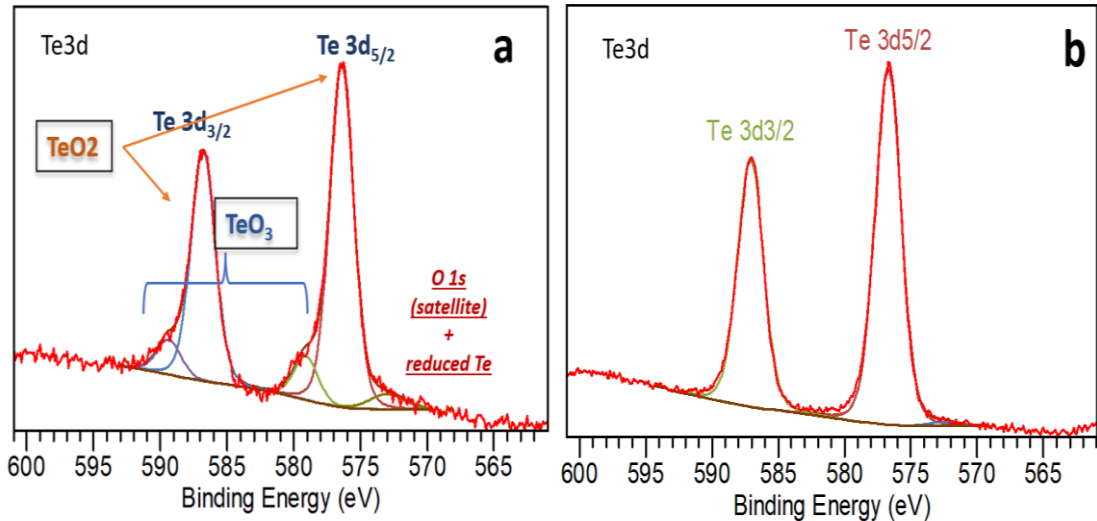 Te3d
Te 3d5/2
a
Te 3d3/2
TeO2
TeO3
O 1s
(satellite)
+
reduced Te
600 595 590 585 580 575 570 565
Binding Energy (eV)
Te3d
Te 3d5/2
b
Te 3d3/2
600 595 590 585 580 575 570 565
Binding Energy (eV)